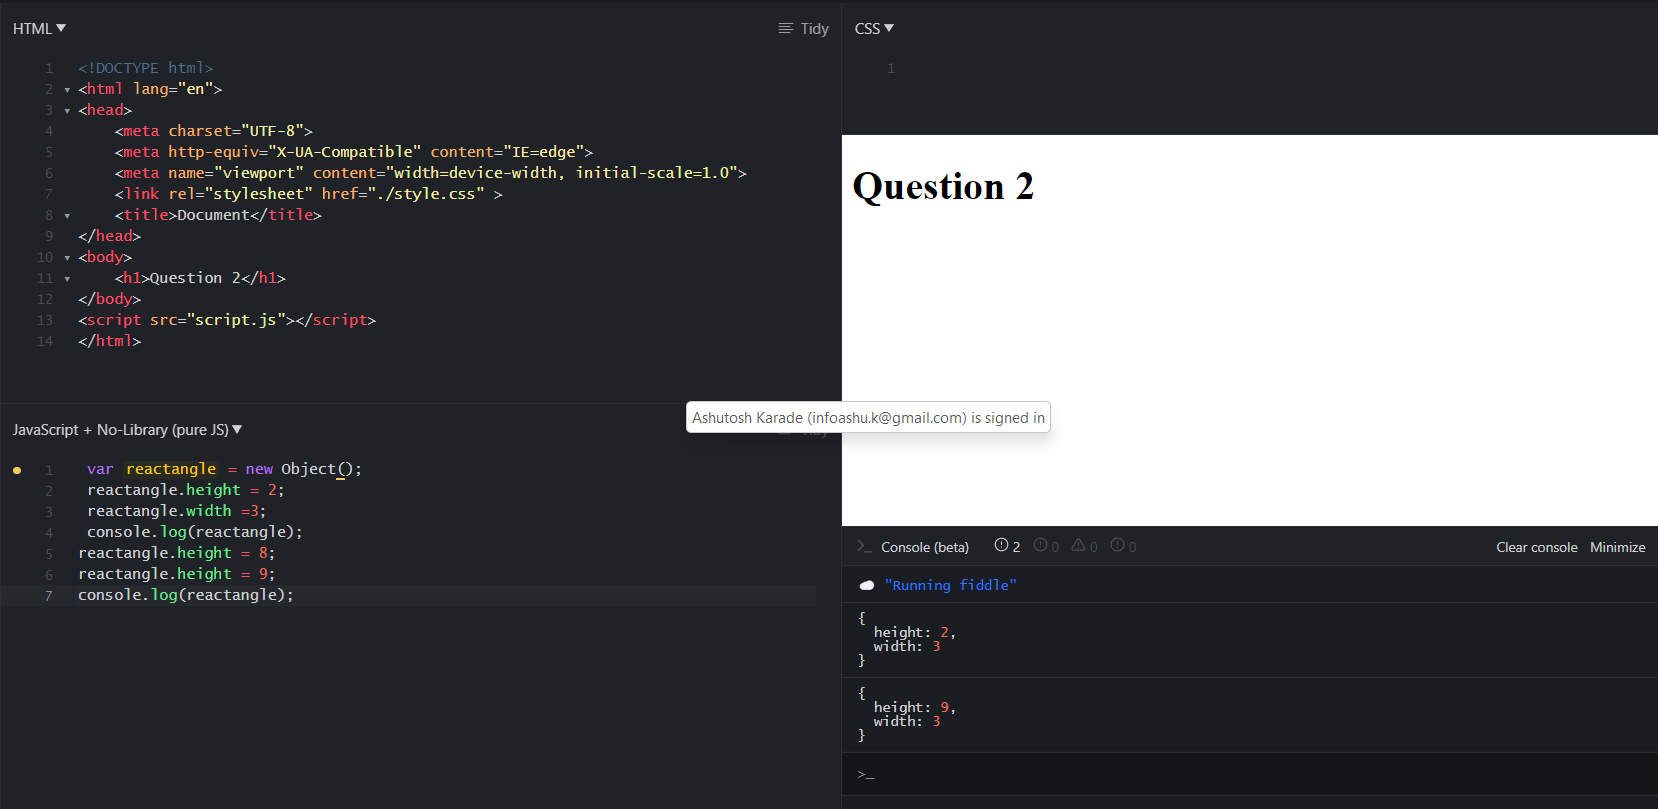 HTML ▼ Tidy
1 <!DOCTYPE html>
2 <html lang="en">
3 <head>
4 <meta charset="UTF-8">
5 <meta http-equiv="X-UA-Compatible" content="IE=edge">
6 <meta name="viewport" content="width=device-width, initial-scale=1.0">
7 <link rel="stylesheet" href="./style.css" >
8 <title>Document</title>
9 </head>
10 <body>
11 <h1>Question 2</h1>
12 </body>
13 <script src="script.js"></script>
14 </html>
JavaScript + No-Library (pure JS) ▼
1 var reactangle = new Object();
2 reactangle.height = 2;
3 reactangle.width =3;
4 console.log(reactangle);
5 reactangle.height = 8;
6 reactangle.height = 9;
7 console.log(reactangle);
Ashutosh Karade (infoashu.k@gmail.com) is signed in
CSS ▼
1
Question 2
>_ Console (beta) 2 0 0 0 Clear console Minimize
"Running fiddle"
{
height: 2,
width: 3
}
{
height: 9,
width: 3
}
>_